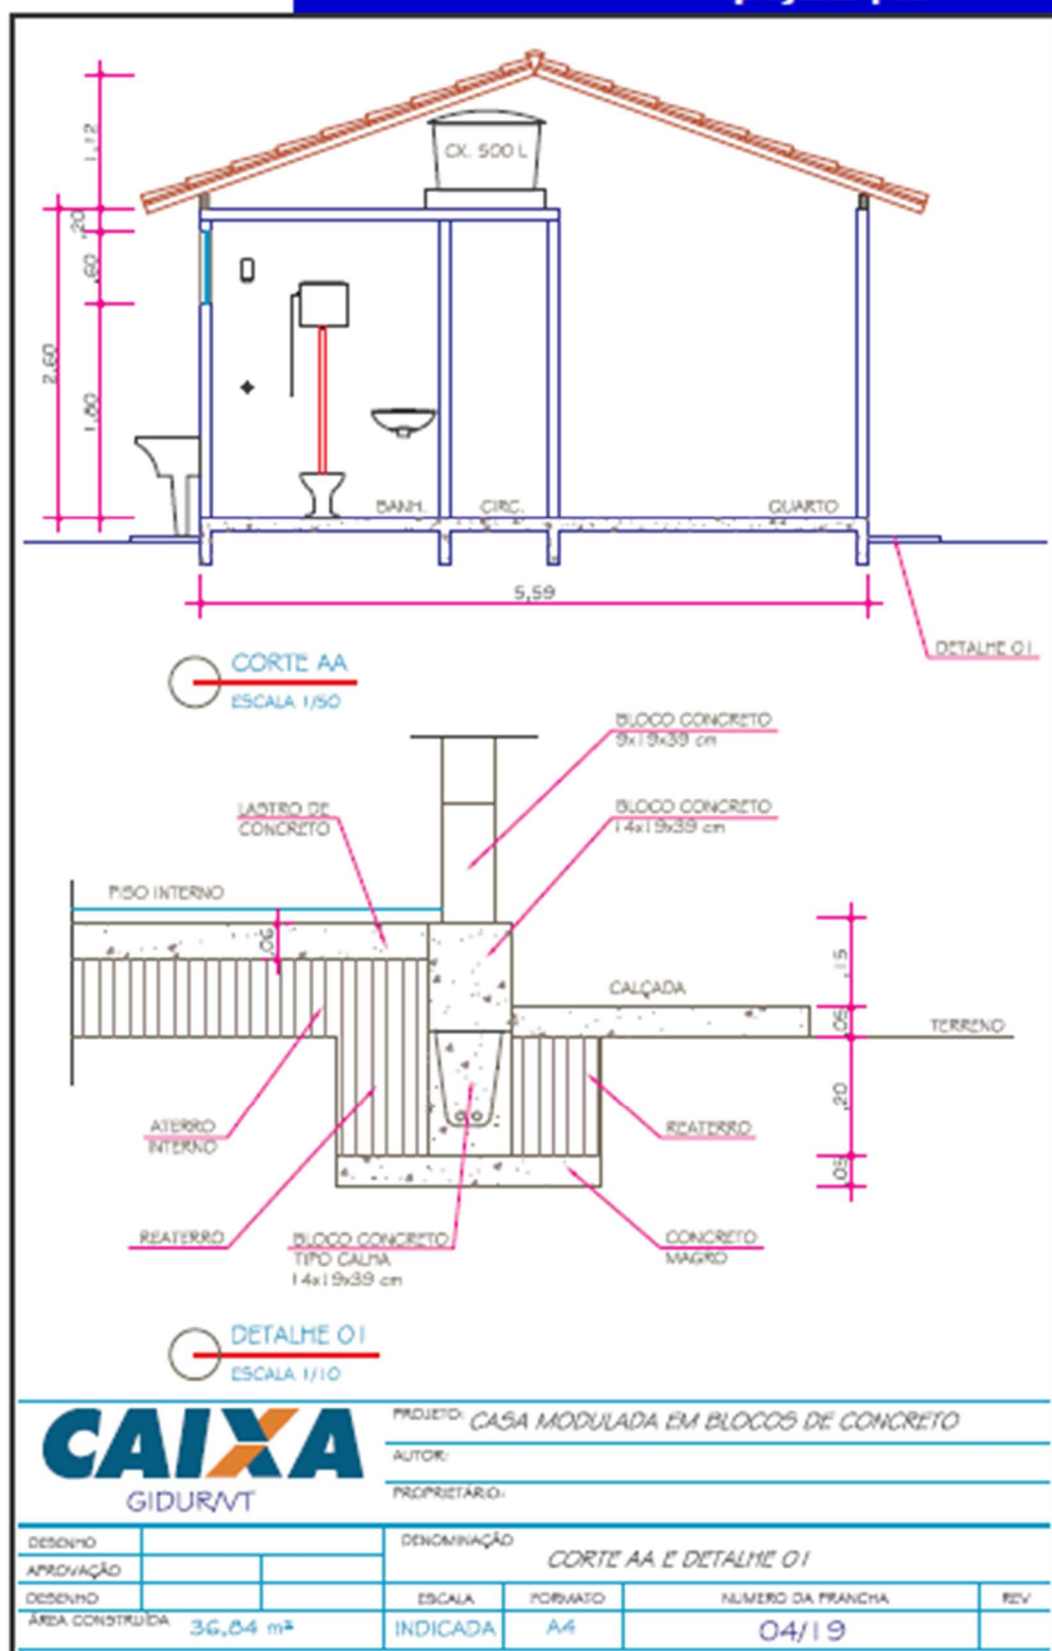 1,12
CX. 500 L
,20
,60
2,60
1,80
BANH.
CIRC.
QUARTO
5,59
DETALHE 01
CORTE AA
ESCALA 1/50
BLOCO CONCRETO
9x19x39 cm
LASTRO DE
CONCRETO
BLOCO CONCRETO
14x19x39 cm
PISO INTERNO
,06
,15
CALÇADA
,05
TERRENO
,20
ATERRO
INTERNO
REATERRO
,05
REATERRO
BLOCO CONCRETO
TIPO CALHA
14x19x39 cm
CONCRETO
MAGRO
DETALHE 01
ESCALA 1/10
CAIXA
GIDUR/VT
PROJETO: CASA MODULADA EM BLOCOS DE CONCRETO
AUTOR:
PROPRIETÁRIO:
DESENHO
APROVAÇÃO
DESENHO
DENOMINAÇÃO
CORTE AA E DETALHE 01
ESCALA FORMATO NUMERO DA PRANCHA REV
ÁREA CONSTRUÍDA 36,84 m² INDICADA A4 04/19